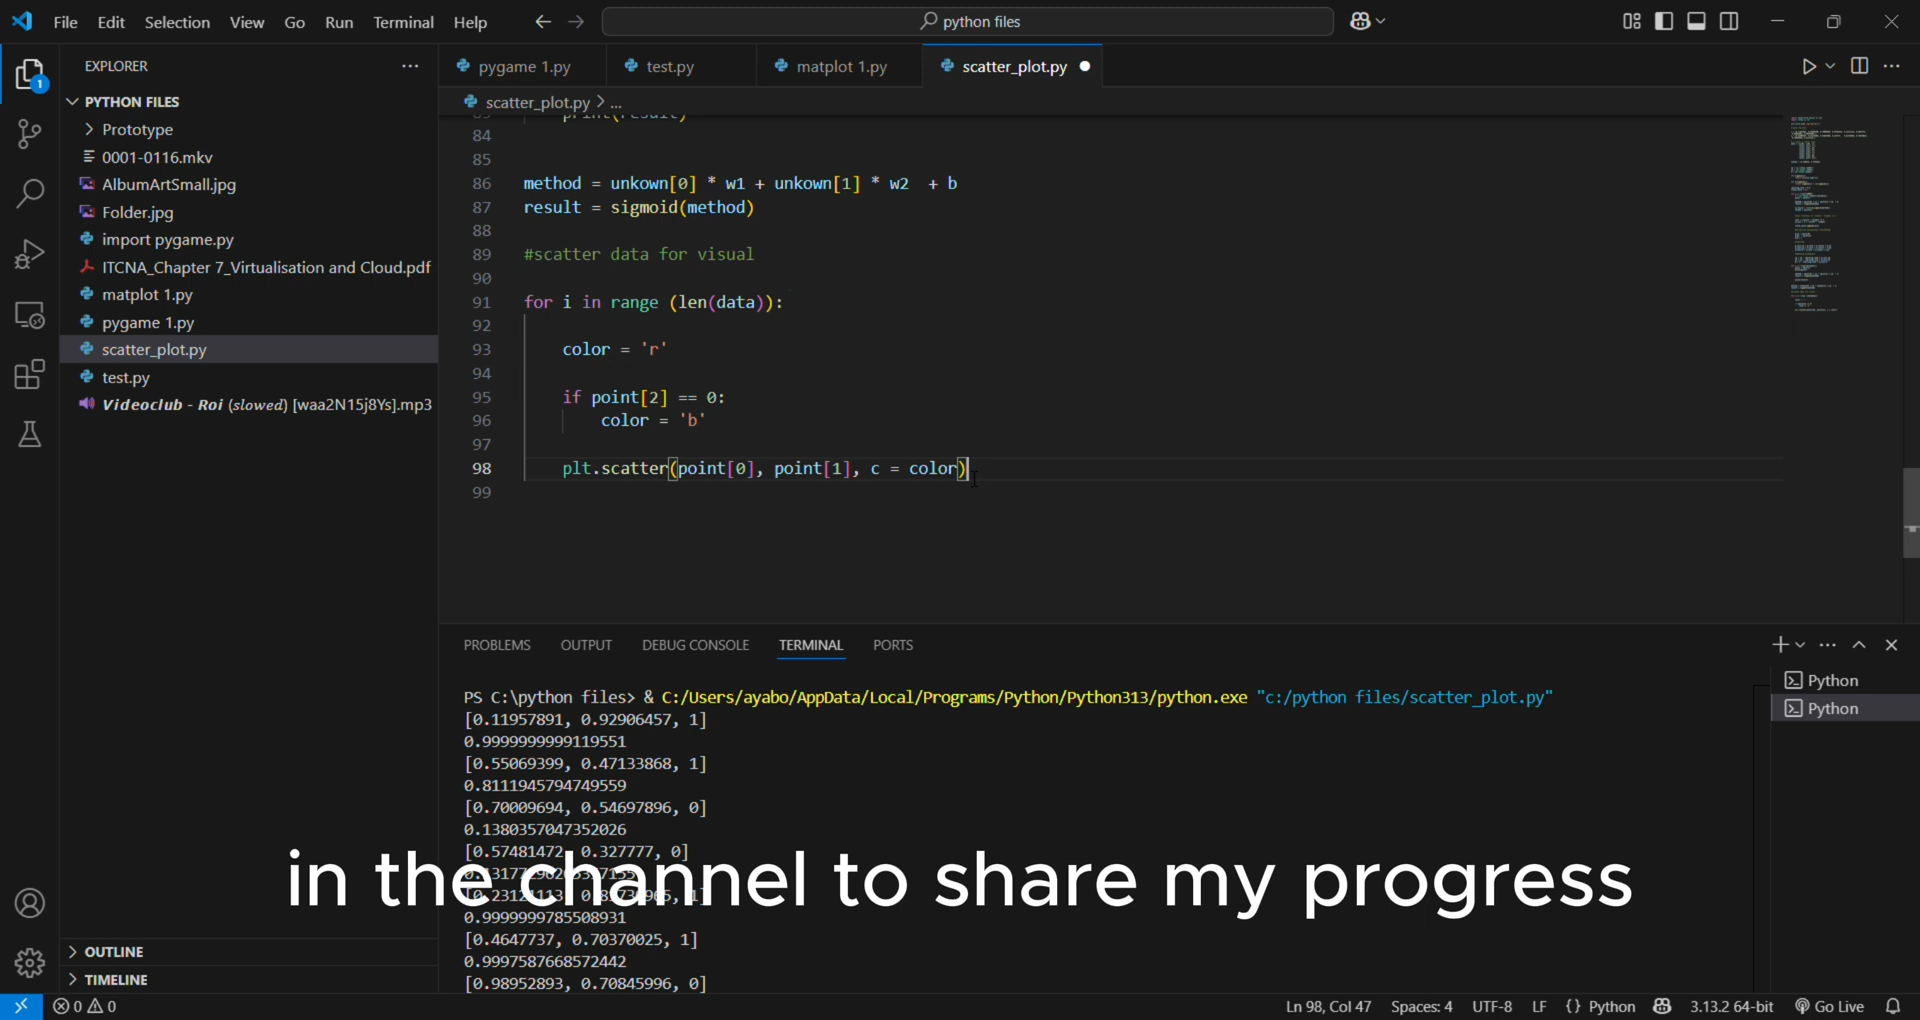 File Edit Selection View Go Run Terminal Help
python files
EXPLORER
1
PYTHON FILES
Prototype
0001-0116.mkv
AlbumArtSmall.jpg
Folder.jpg
import pygame.py
ITCNA_Chapter 7_Virtualisation and Cloud.pdf
matplot 1.py
pygame 1.py
scatter_plot.py
test.py
Videoclub - Roi (slowed) [waa2N15j8Ys].mp3
OUTLINE
TIMELINE
pygame 1.py test.py matplot 1.py scatter_plot.py
scatter_plot.py > ...
84
85
86 method = unkown[0] * w1 + unkown[1] * w2 + b
87 result = sigmoid(method)
88
89 #scatter data for visual
90
91 for i in range (len(data)):
92
93 color = 'r'
94
95 if point[2] == 0:
96 color = 'b'
97
98 plt.scatter(point[0], point[1], c = color)
99
PROBLEMS OUTPUT DEBUG CONSOLE TERMINAL PORTS
Python
Python
PS C:\python files> & C:/Users/ayabo/AppData/Local/Programs/Python/Python313/python.exe "c:/python files/scatter_plot.py"
[0.11957891, 0.92906457, 1]
0.9999999999119551
[0.55069399, 0.47133868, 1]
0.8111945794749559
[0.70009694, 0.54697896, 0]
0.1380357047352026
[0.57481472, 0.327777, 0]
in the channel to share my progress
0.9999999785508931
[0.4647737, 0.70370025, 1]
0.9997587668572442
[0.98952893, 0.70845996, 0]
0 0
Ln 98, Col 47 Spaces: 4 UTF-8 LF {} Python 3.13.2 64-bit Go Live